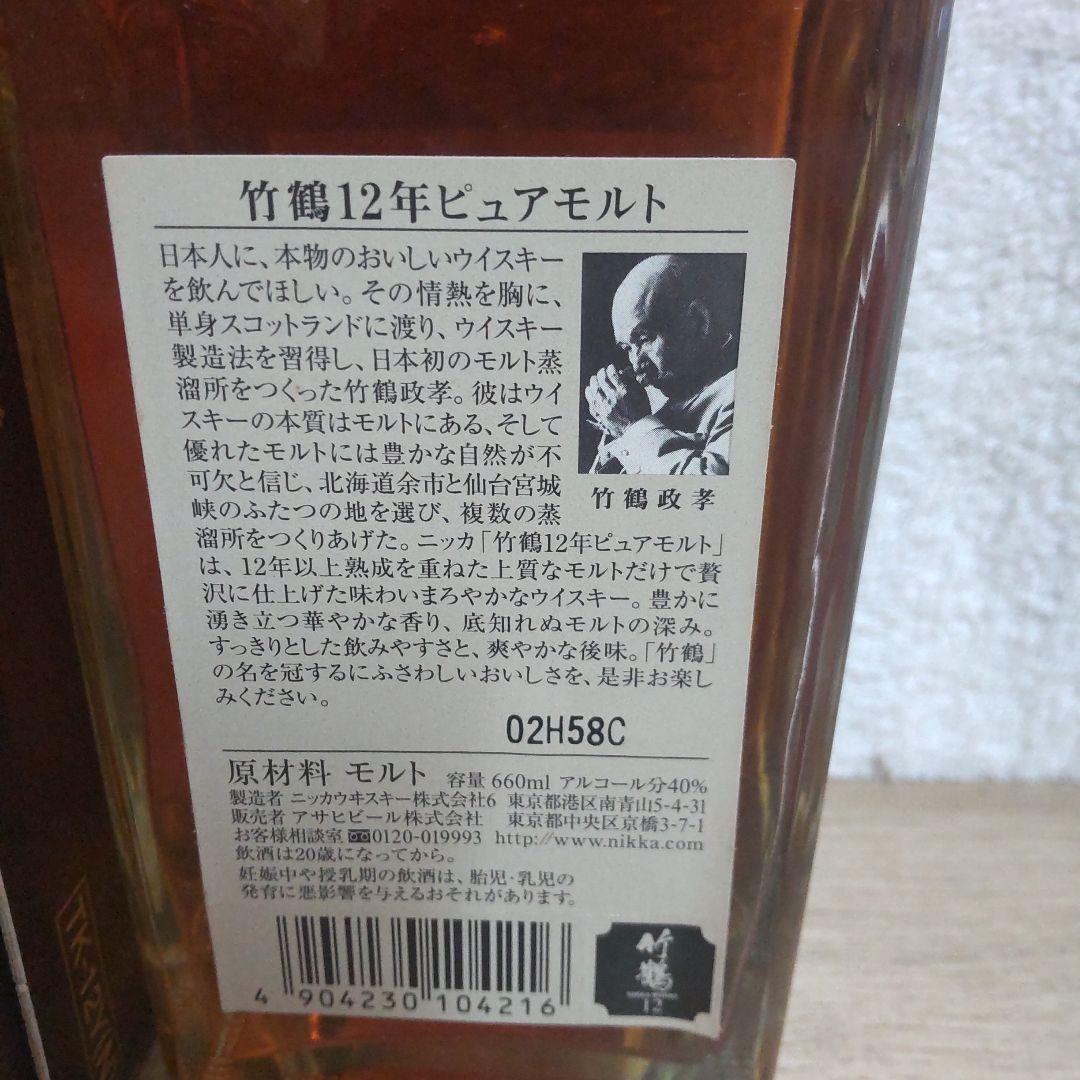 竹鶴12年ピュアモルト
日本人に、本物のおいしいウイスキー
を飲んでほしい。その情熱を胸に、
単身スコットランドに渡り、ウイスキー
製造法を習得し、日本初のモルト蒸
溜所をつくった竹鶴政孝。彼はウイ
スキーの本質はモルトにある、そして
優れたモルトには豊かな自然が不
可欠と信じ、北海道余市と仙台宮城
峡のふたつの地を選び、複数の蒸
溜所をつくりあげた。ニッカ「竹鶴12年ピュアモルト」
は、12年以上熟成を重ねた上質なモルトだけで贅
沢に仕上げた味わいまろやかなウイスキー。豊かに
湧き立つ華やかな香り、底知れぬモルトの深み。
すっきりとした飲みやすさと、爽やかな後味。「竹鶴」
の名を冠するにふさわしいおいしさを、是非お楽し
みください。
竹鶴政孝
02H58C
原材料 モルト 容量 660ml アルコール分40%
製造者 ニッカウヰスキー株式会社6 東京都港区南青山5-4-31
販売者 アサヒビール株式会社 東京都中央区京橋3-7-1
お客様相談室 0120-019993 http://www.nikka.com
飲酒は20歳になってから。
妊娠中や授乳期の飲酒は、胎児・乳児の
発育に悪影響を与えるおそれがあります。
4 904230 104216
竹鶴
12